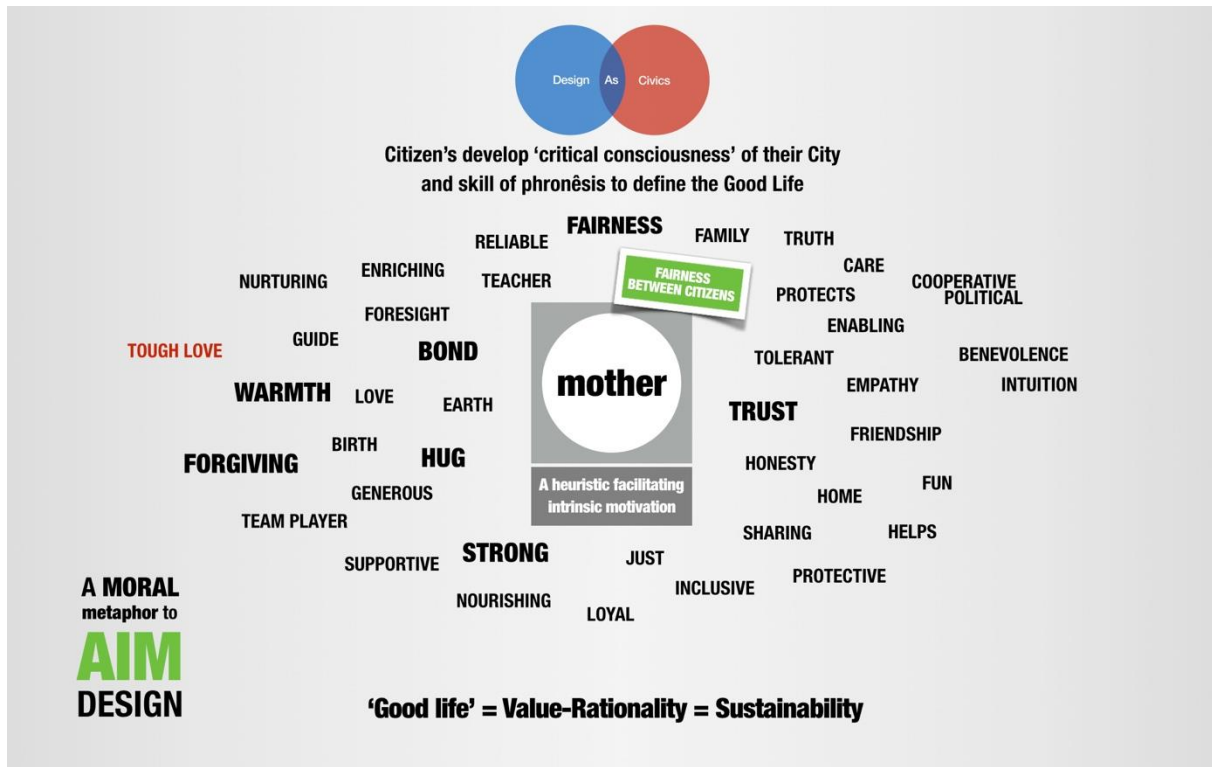 Design As Civics
Citizen's develop 'critical consciousness' of their City
and skill of phronêsis to define the Good Life
FAIRNESS
RELIABLE
FAMILY
TRUTH
ENRICHING
NURTURING
TEACHER
FAIRNESS
BETWEEN CITIZENS
CARE
PROTECTS
COOPERATIVE
POLITICAL
FORESIGHT
ENABLING
GUIDE
TOUGH LOVE
BOND
TOLERANT
BENEVOLENCE
WARMTH
LOVE
EARTH
mother
EMPATHY
INTUITION
TRUST
BIRTH
FORGIVING
HUG
FRIENDSHIP
HONESTY
GENEROUS
A heuristic facilitating
intrinsic motivation
HOME
FUN
TEAM PLAYER
SHARING
HELPS
SUPPORTIVE
STRONG
JUST
PROTECTIVE
NOURISHING
LOYAL
INCLUSIVE
A MORAL
metaphor to
AIM
DESIGN
'Good life' = Value-Rationality = Sustainability